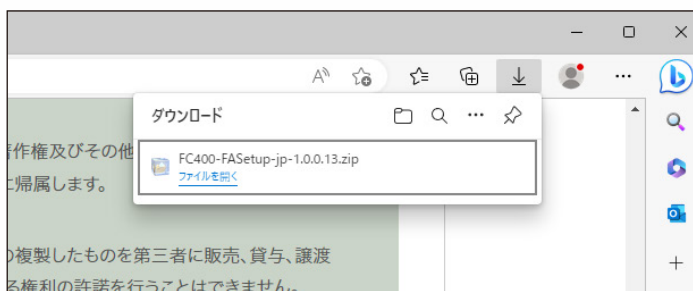 ダウンロード
FC400-FASetup-jp-1.0.0.13.zip
ファイルを開く
作権及びその他
帰属します。
複製したものを第三者に販売、貸与、譲渡
る権利の許諾を行うことはできません。